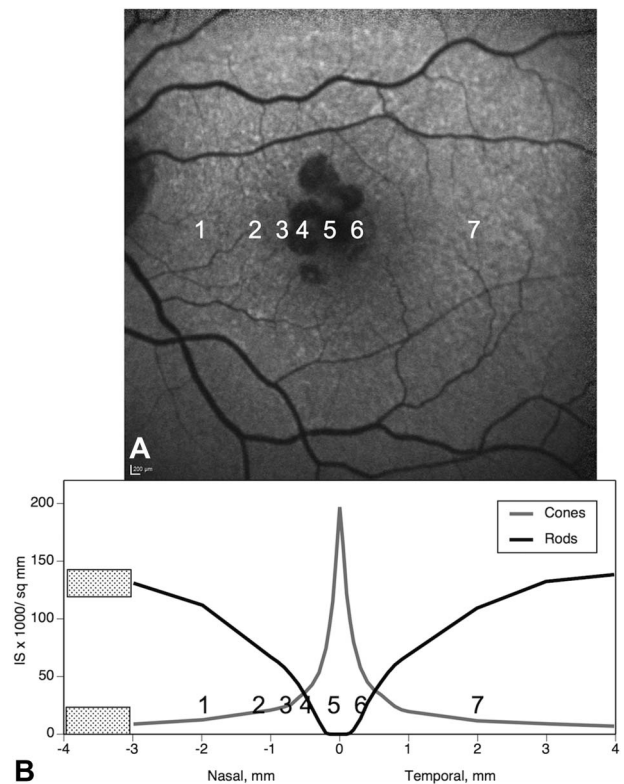 1 2 3 4 5 6 7
A
200 µm
200
Cones
Rods
150
100
50
0
IS x 1000/ sq mm
1 2 3 4 5 6 7
-4 -3 -2 -1 0 1 2 3 4
B
Nasal, mm Temporal, mm